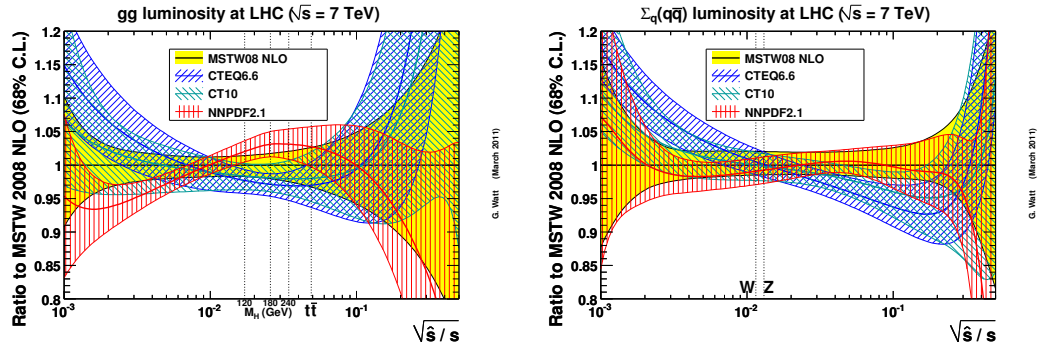 gg luminosity at LHC (√s = 7 TeV)
Ratio to MSTW 2008 NLO (68% C.L.)
1.2
1.15
1.1
1.05
1
0.95
0.9
0.85
0.8
MSTW08 NLO
CTEQ6.6
CT10
NNPDF2.1
120 180 240
M_H (GeV)
tt̄
10⁻³ 10⁻² 10⁻¹
√ŝ / s
G. Watt (March 2011)
Σ_q(qq̄) luminosity at LHC (√s = 7 TeV)
Ratio to MSTW 2008 NLO (68% C.L.)
1.2
1.15
1.1
1.05
1
0.95
0.9
0.85
0.8
MSTW08 NLO
CTEQ6.6
CT10
NNPDF2.1
W Z
10⁻³ 10⁻² 10⁻¹
√ŝ / s
G. Watt (March 2011)